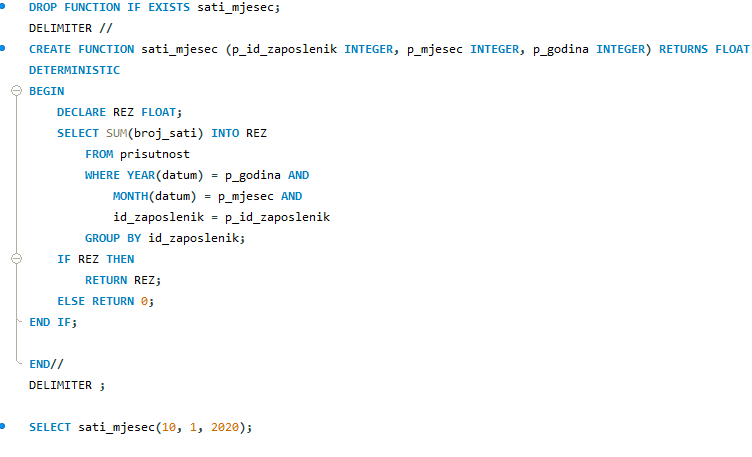 DROP FUNCTION IF EXISTS sati_mjesec;
DELIMITER //
CREATE FUNCTION sati_mjesec (p_id_zaposlenik INTEGER, p_mjesec INTEGER, p_godina INTEGER) RETURNS FLOAT
DETERMINISTIC
BEGIN
    DECLARE REZ FLOAT;
    SELECT SUM(broj_sati) INTO REZ
        FROM prisutnost
        WHERE YEAR(datum) = p_godina AND
            MONTH(datum) = p_mjesec AND
            id_zaposlenik = p_id_zaposlenik
        GROUP BY id_zaposlenik;
    IF REZ THEN
        RETURN REZ;
    ELSE RETURN 0;
END IF;

END//
DELIMITER ;

SELECT sati_mjesec(10, 1, 2020);